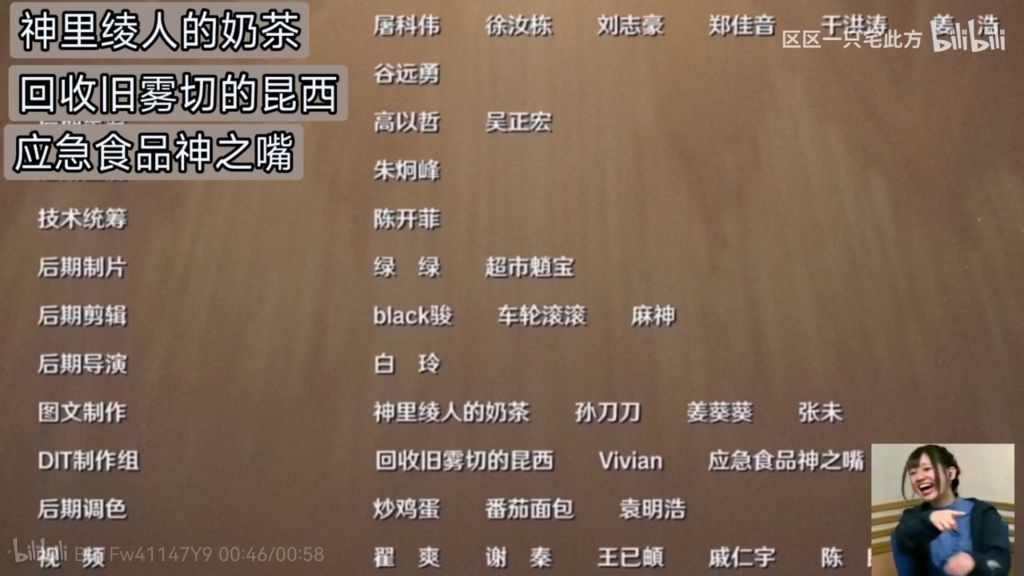 神里绫人的奶茶
回收旧雾切的昆西
应急食品神之嘴
区区一只宅此方 bilibili
屠科伟 徐汝栋 刘志豪 郑佳音 于洪涛 姜 浩
谷远勇
高以哲 吴正宏
朱炯峰
技术统筹 陈开菲
后期制片 绿 绿 超市魈宝
后期剪辑 black骏 车轮滚滚 麻神
后期导演 白 玲
图文制作 神里绫人的奶茶 孙刀刀 姜葵葵 张未
DIT制作组 回收旧雾切的昆西 Vivian 应急食品神之嘴
后期调色 炒鸡蛋 番茄面包 袁明浩
视 频 翟 爽 谢 秦 王已頔 戚仁宇 陈
bilibili Fw41147Y9 00:46/00:58